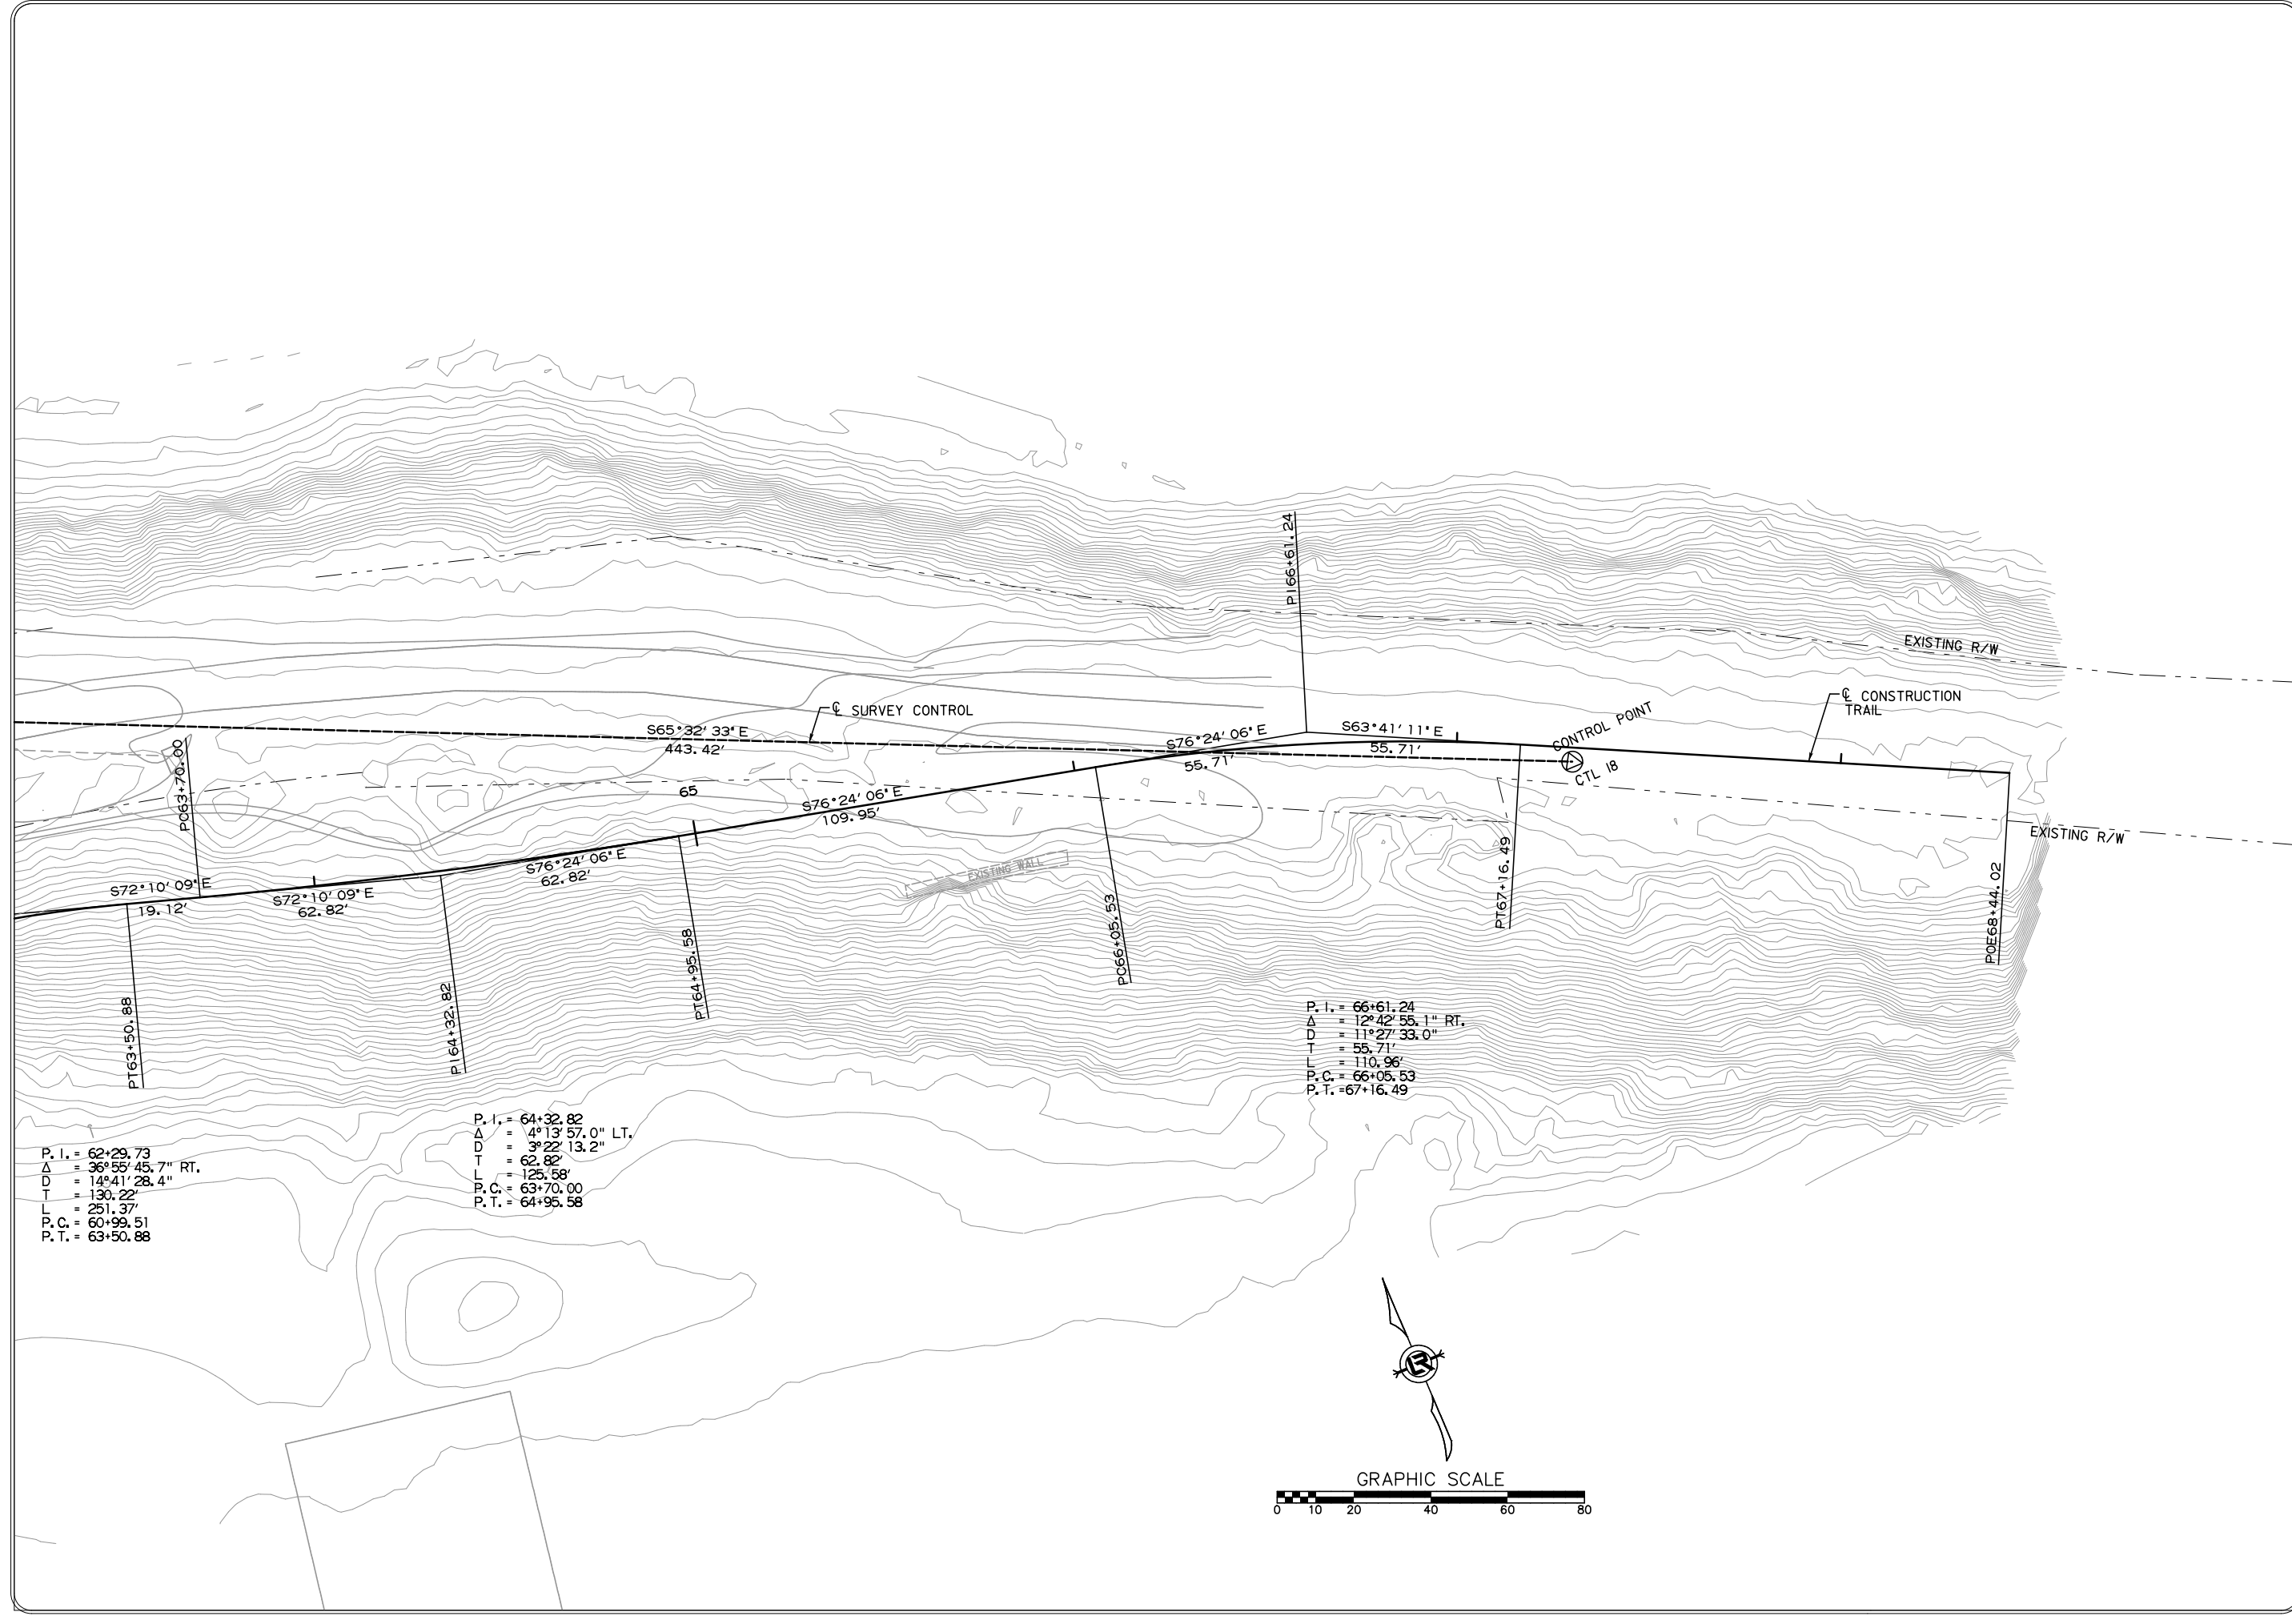 PI66+61.24
EXISTING R/W
℄ SURVEY CONTROL
℄ CONSTRUCTION
TRAIL
CONTROL POINT
CTL 18
S65°32'33"E
443.42'
S76°24'06"E
55.71'
S63°41'11"E
55.71'
PC63+70.00
65
S76°24'06"E
109.95'
EXISTING R/W
EXISTING WALL
S76°24'06"E
62.82'
S72°10'09"E
19.12'
S72°10'09"E
62.82'
PT67+16.49
POE68+44.02
PC66+05.53
PT64+95.58
PI64+32.82
PT63+50.88
P.I.= 66+61.24
Δ = 12°42'55.1" RT.
D = 11°27'33.0"
T = 55.71'
L = 110.96'
P.C.= 66+05.53
P.T.=67+16.49
P.I.= 64+32.82
Δ = 4°13'57.0" LT.
D = 3°22'13.2"
T = 62.82'
L = 125.58'
P.C.= 63+70.00
P.T.= 64+95.58
P.I.= 62+29.73
Δ = 36°55'45.7" RT.
D = 14°41'28.4"
T = 130.22'
L = 251.37'
P.C.= 60+99.51
P.T.= 63+50.88
GRAPHIC SCALE
0 10 20 40 60 80